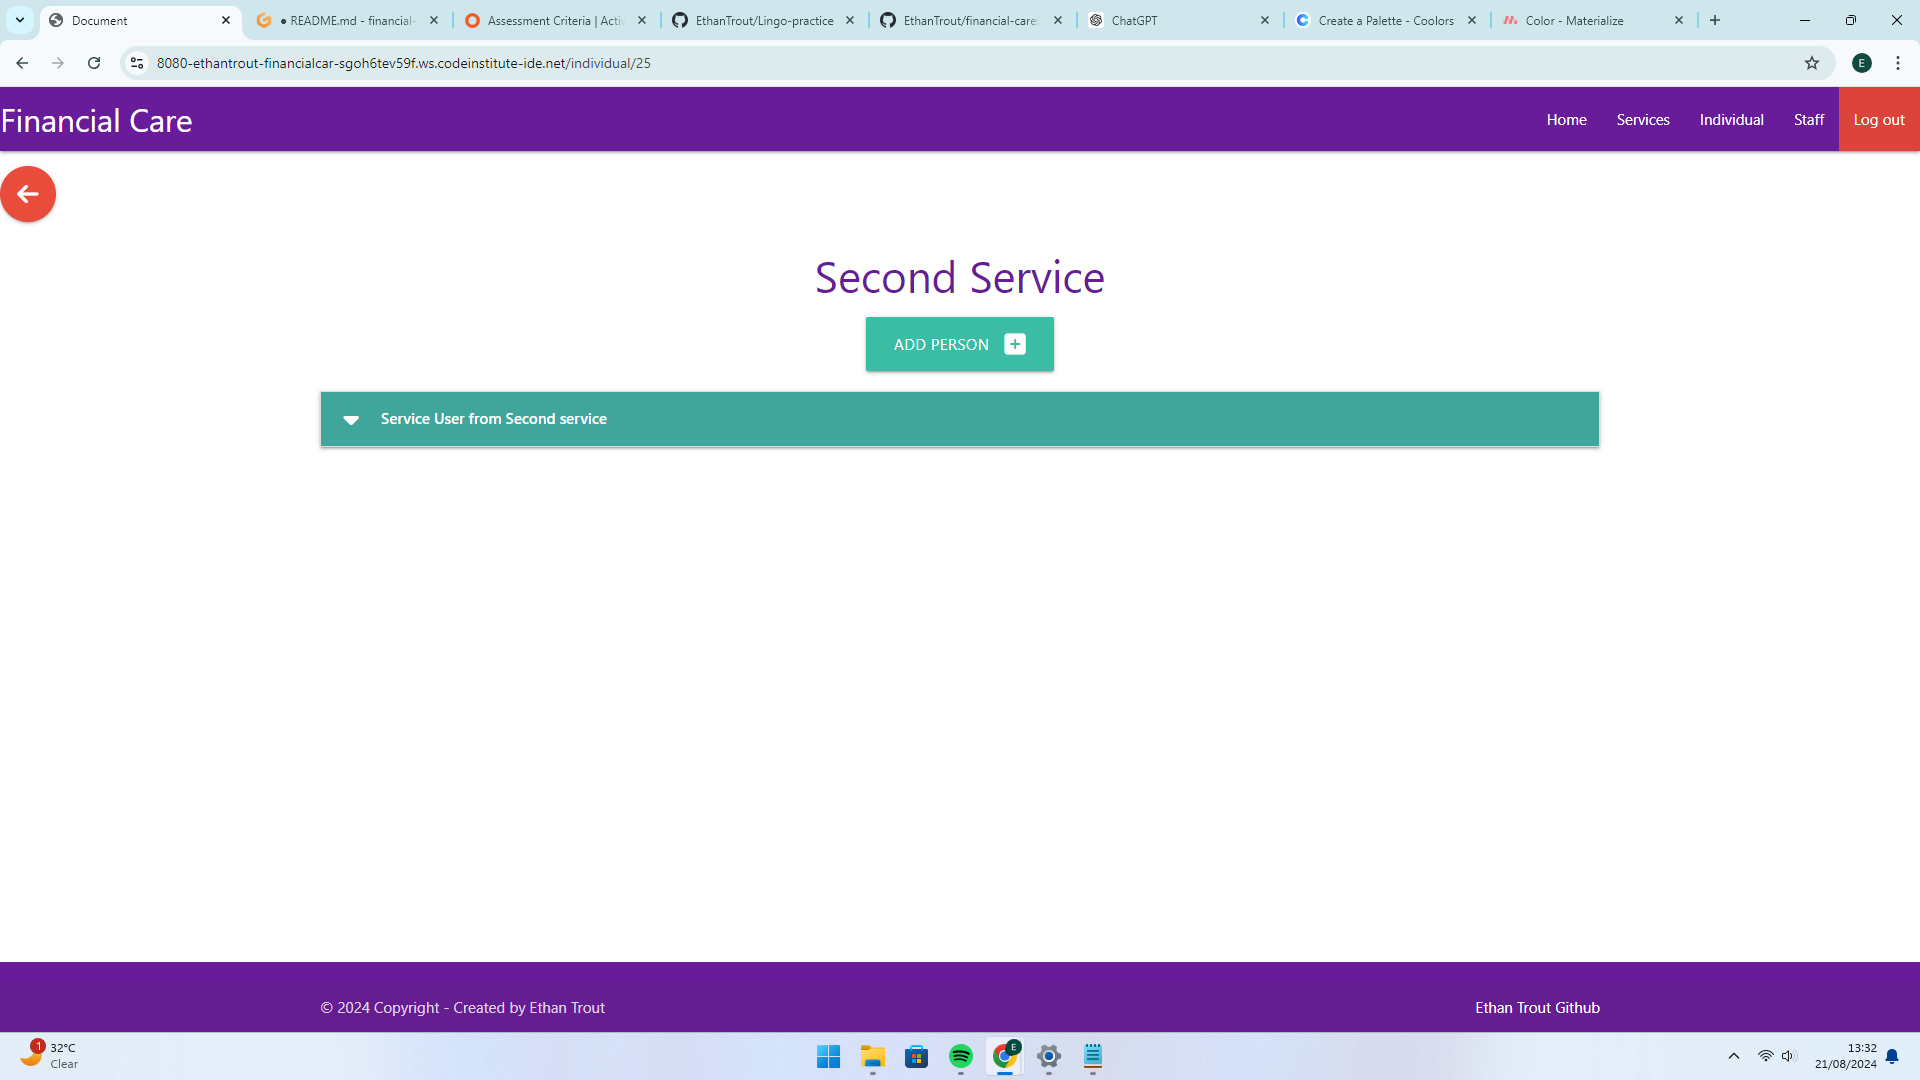 Document
● README.md - financial-
Assessment Criteria | Activ
EthanTrout/Lingo-practice
EthanTrout/financial-care:
ChatGPT
Create a Palette - Coolors
Color - Materialize
8080-ethantrout-financialcar-sgoh6tev59f.ws.codeinstitute-ide.net/individual/25
E
Financial Care
Home
Services
Individual
Staff
Log out
Second Service
ADD PERSON
Service User from Second service
© 2024 Copyright - Created by Ethan Trout
Ethan Trout Github
1
32°C
Clear
E
13:32
21/08/2024